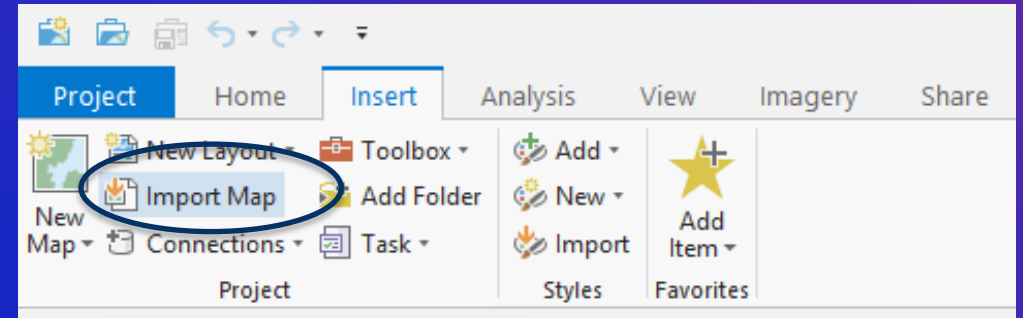 Project Home Insert Analysis View Imagery Share
New Layout Toolbox Add
Import Map Add Folder New
New Map Connections Task Import Add Item
Project Styles Favorites